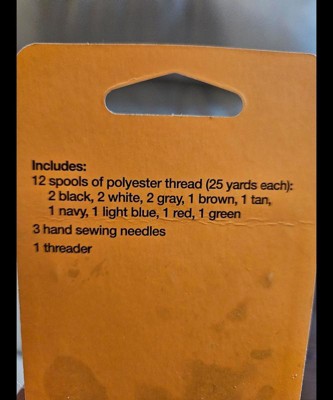 Includes:
12 spools of polyester thread (25 yards each):
2 black, 2 white, 2 gray, 1 brown, 1 tan,
1 navy, 1 light blue, 1 red, 1 green
3 hand sewing needles
1 threader